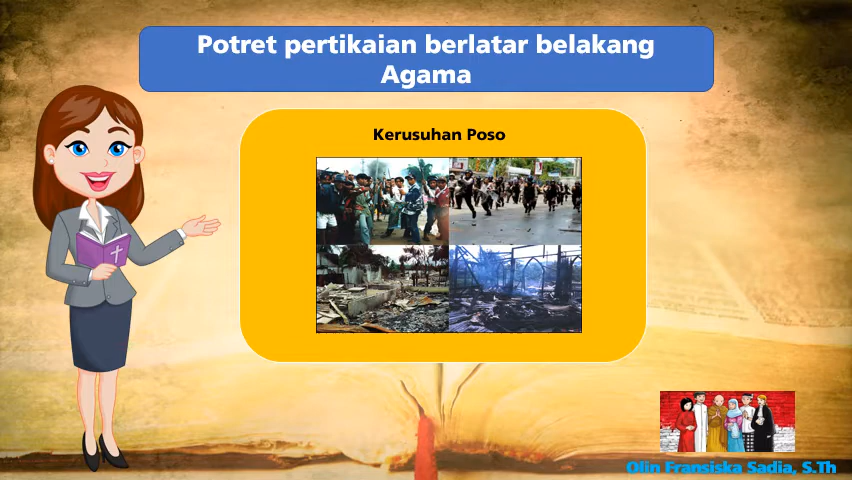 Potret pertikaian berlatar belakang
Agama
Kerusuhan Poso
Olin Fransiska Sadia, S.Th